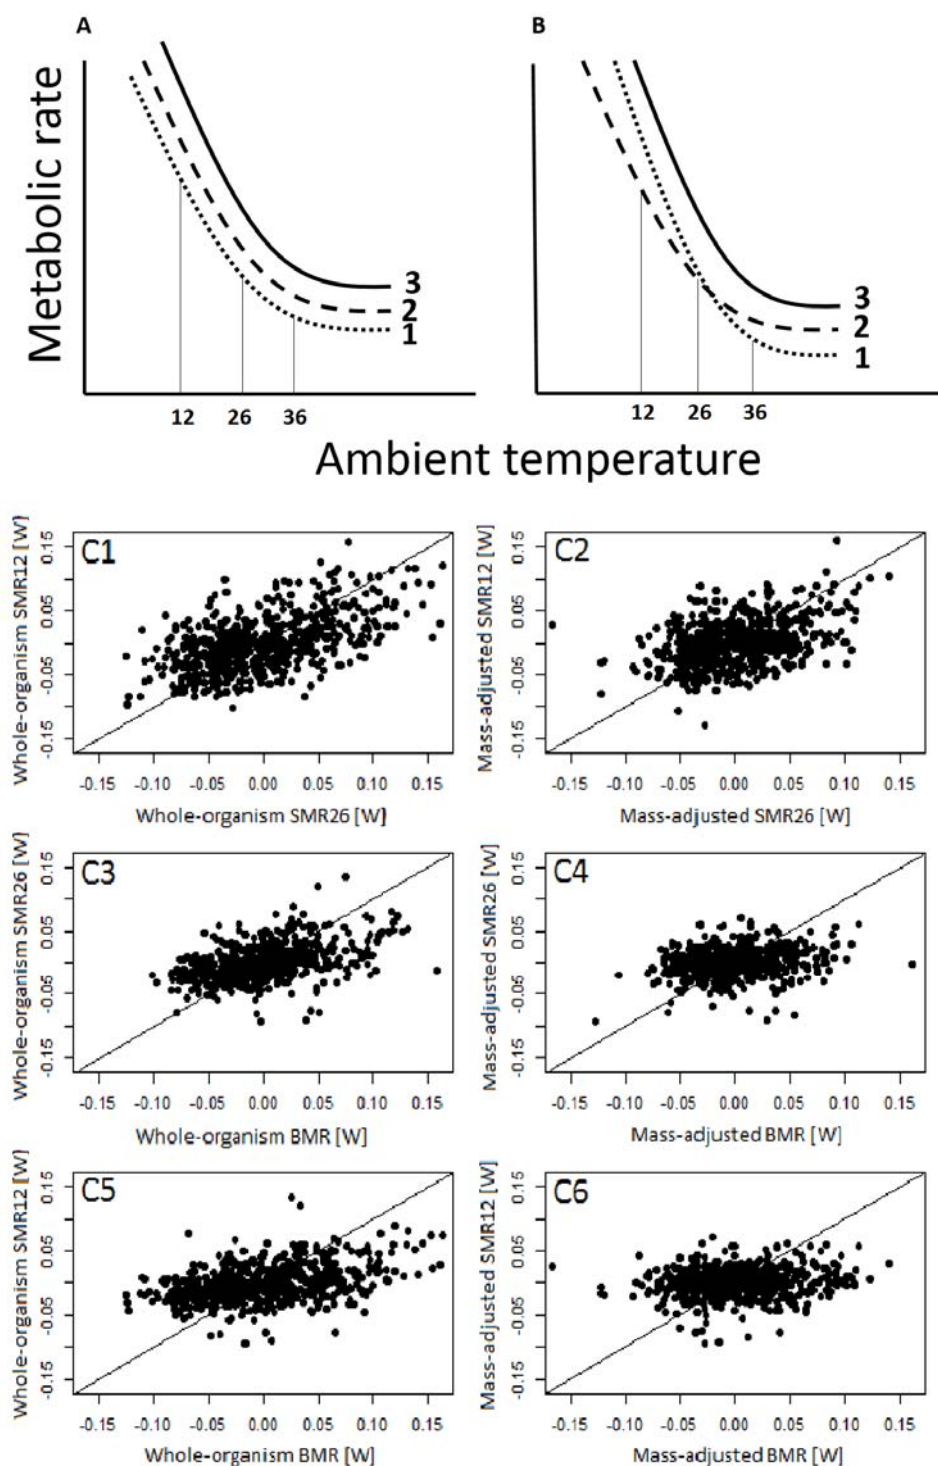 A
B
Metabolic rate
3
2
1
3
2
1
12 26 36
12 26 36
Ambient temperature
C1
Whole-organism SMR12 [W]
0.15
0.05
-0.05
-0.15
-0.15 -0.10 -0.05 0.00 0.05 0.10 0.15
Whole-organism SMR26 [W]
C2
Mass-adjusted SMR12 [W]
0.15
0.05
-0.05
-0.15
-0.15 -0.10 -0.05 0.00 0.05 0.10 0.15
Mass-adjusted SMR26 [W]
C3
Whole-organism SMR26 [W]
0.15
0.05
-0.05
-0.15
-0.15 -0.10 -0.05 0.00 0.05 0.10 0.15
Whole-organism BMR [W]
C4
Mass-adjusted SMR26 [W]
0.15
0.05
-0.05
-0.15
-0.15 -0.10 -0.05 0.00 0.05 0.10 0.15
Mass-adjusted BMR [W]
C5
Whole-organism SMR12 [W]
0.15
0.05
-0.05
-0.15
-0.15 -0.10 -0.05 0.00 0.05 0.10 0.15
Whole-organism BMR [W]
C6
Mass-adjusted SMR12 [W]
0.15
0.05
-0.05
-0.15
-0.15 -0.10 -0.05 0.00 0.05 0.10 0.15
Mass-adjusted BMR [W]